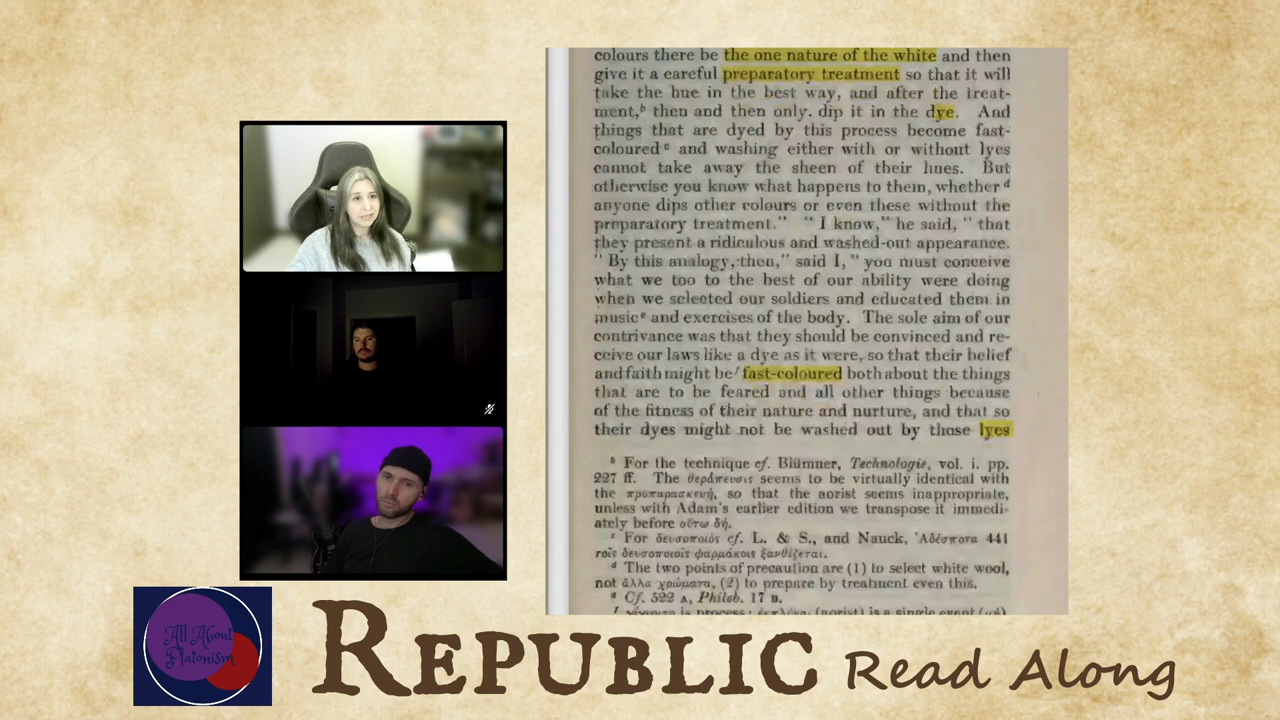 colours there be the one nature of the white and then
give it a careful preparatory treatment so that it will
take the hue in the best way, and after the treat-
ment,ᵇ then and then only, dip it in the dye. And
things that are dyed by this process become fast-
colouredᶜ and washing either with or without lyes
cannot take away the sheen of their hues. But
otherwise you know what happens to them, whetherᵈ
anyone dips other colours or even these without the
preparatory treatment.” “ I know,” he said, “ that
they present a ridiculous and washed-out appearance.
“ By this analogy, then,” said I, “ you must conceive
what we too to the best of our ability were doing
when we selected our soldiers and educated them in
musicᵉ and exercises of the body. The sole aim of our
contrivance was that they should be convinced and re-
ceive our laws like a dye as it were, so that their belief
and faith might beᶠ fast-coloured both about the things
that are to be feared and all other things because
of the fitness of their nature and nurture, and that so
their dyes might not be washed out by those lyes
ᵇ For the technique cf. Blümner, Technologie, vol. i. pp.
227 ff. The θεράπευσις seems to be virtually identical with
the προπαρασκευή, so that the aorist seems inappropriate,
unless with Adam’s earlier edition we transpose it immedi-
ately before οὕτω δή.
ᶜ For δευσοποιός cf. L. & S., and Nauck, Ἀδέσποτα 441
τοῖς δευσοποιοῖς φαρμάκοις ξανθίζεται.
ᵈ The two points of precaution are (1) to select white wool,
not ἄλλα χρώματα, (2) to prepare by treatment even this.
ᵉ Cf. 522 A, Phileb. 17 B.
is process; (aorist) is a single event
All About
Platonism
REPUBLIC Read Along